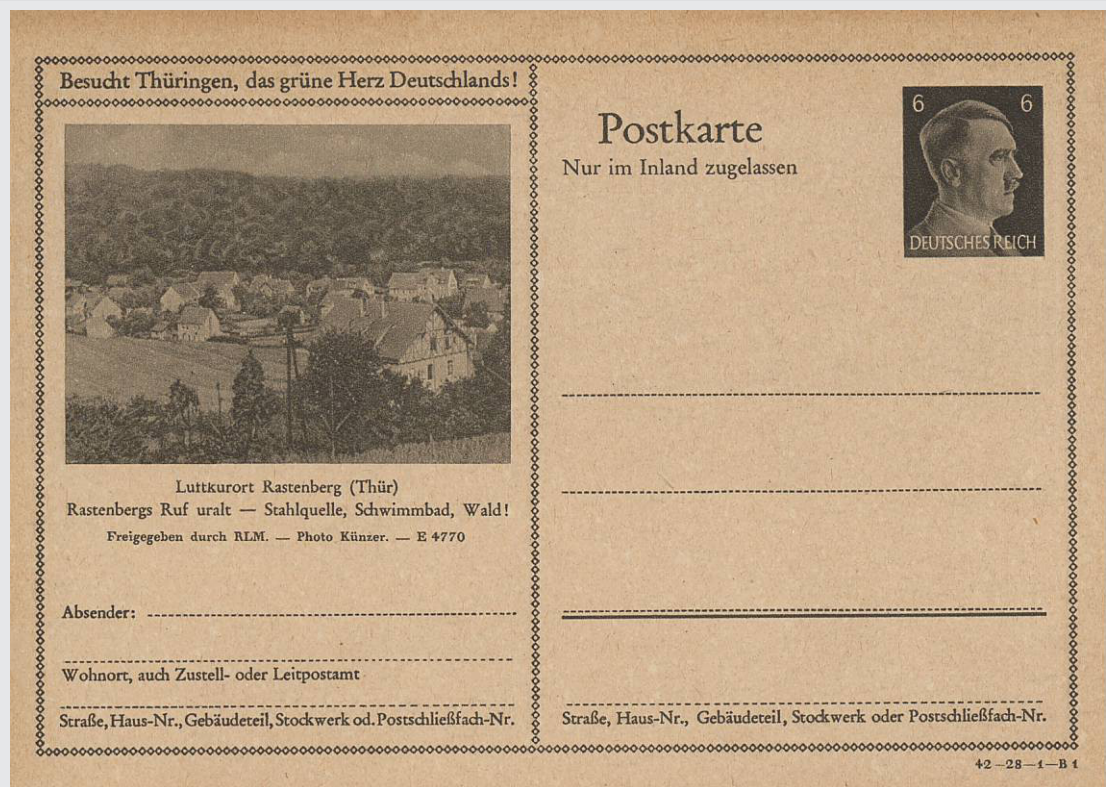 Besucht Thüringen, das grüne Herz Deutschlands!
Luftkurort Rastenberg (Thür)
Rastenbergs Ruf uralt — Stahlquelle, Schwimmbad, Wald!
Freigegeben durch RLM. — Photo Künzer. — E 4770
Absender:
Wohnort, auch Zustell- oder Leitpostamt
Straße, Haus-Nr., Gebäudeteil, Stockwerk od. Postschließfach-Nr.
Postkarte
Nur im Inland zugelassen
6 6
DEUTSCHES REICH
Straße, Haus-Nr., Gebäudeteil, Stockwerk oder Postschließfach-Nr.
42—28—1—B 1